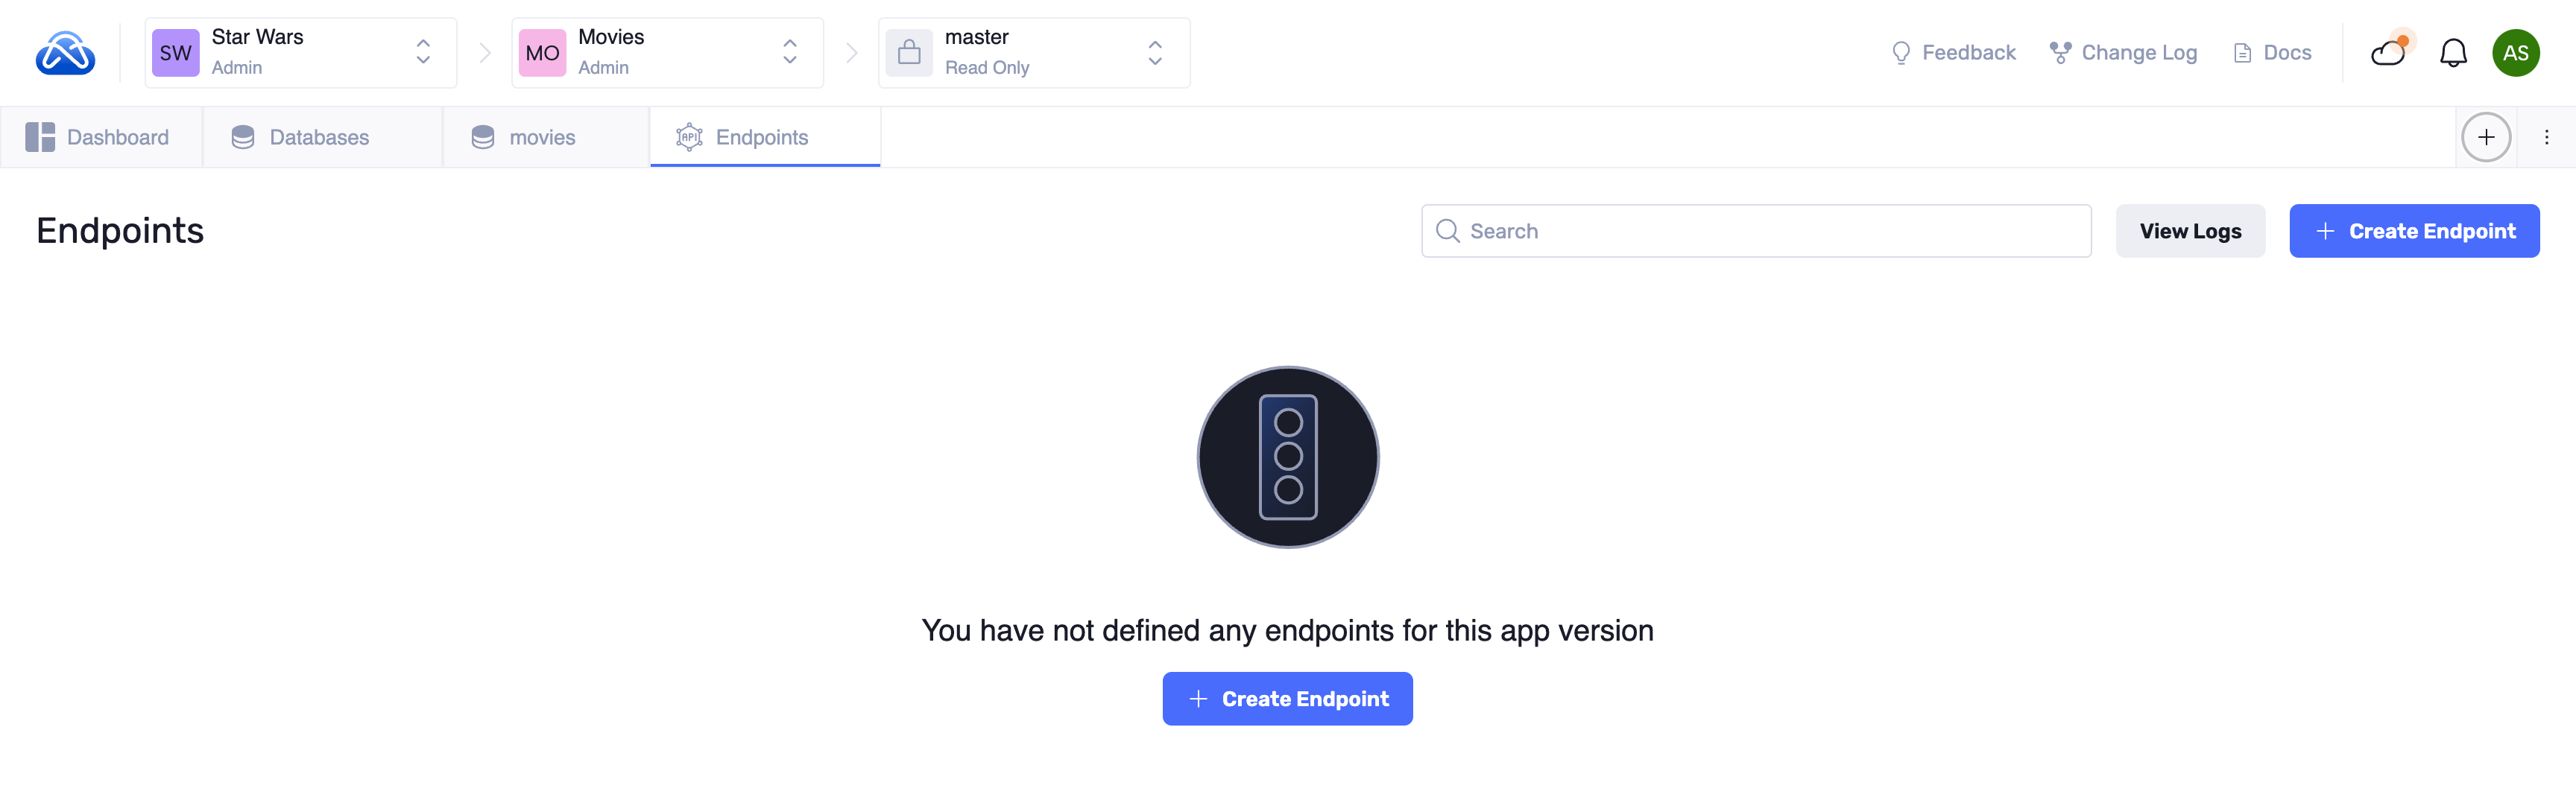 SW
Star Wars
Admin
MO
Movies
Admin
master
Read Only
Feedback
Change Log
Docs
AS
Dashboard
Databases
movies
API
Endpoints
Endpoints
Search
View Logs
Create Endpoint
You have not defined any endpoints for this app version
Create Endpoint